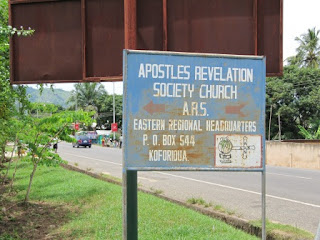 APOSTLES REVELATION
SOCIETY CHURCH
A.R.S.
EASTERN REGIONAL HEADQUARTERS
P. O. BOX 544
KOFORIDUA.